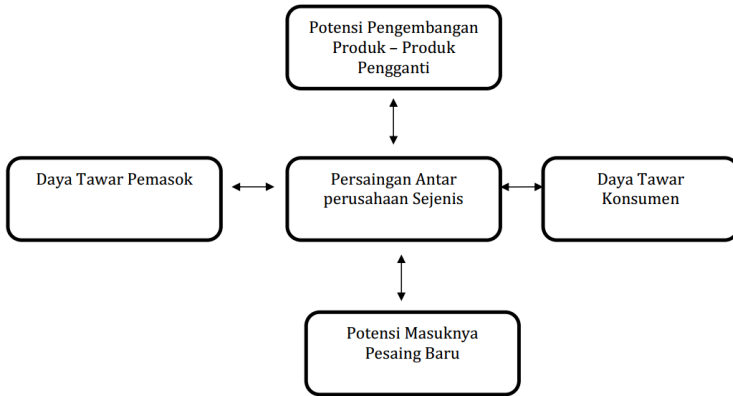 Potensi Pengembangan
Produk – Produk
Pengganti
Daya Tawar Pemasok
Persaingan Antar
perusahaan Sejenis
Daya Tawar
Konsumen
Potensi Masuknya
Pesaing Baru